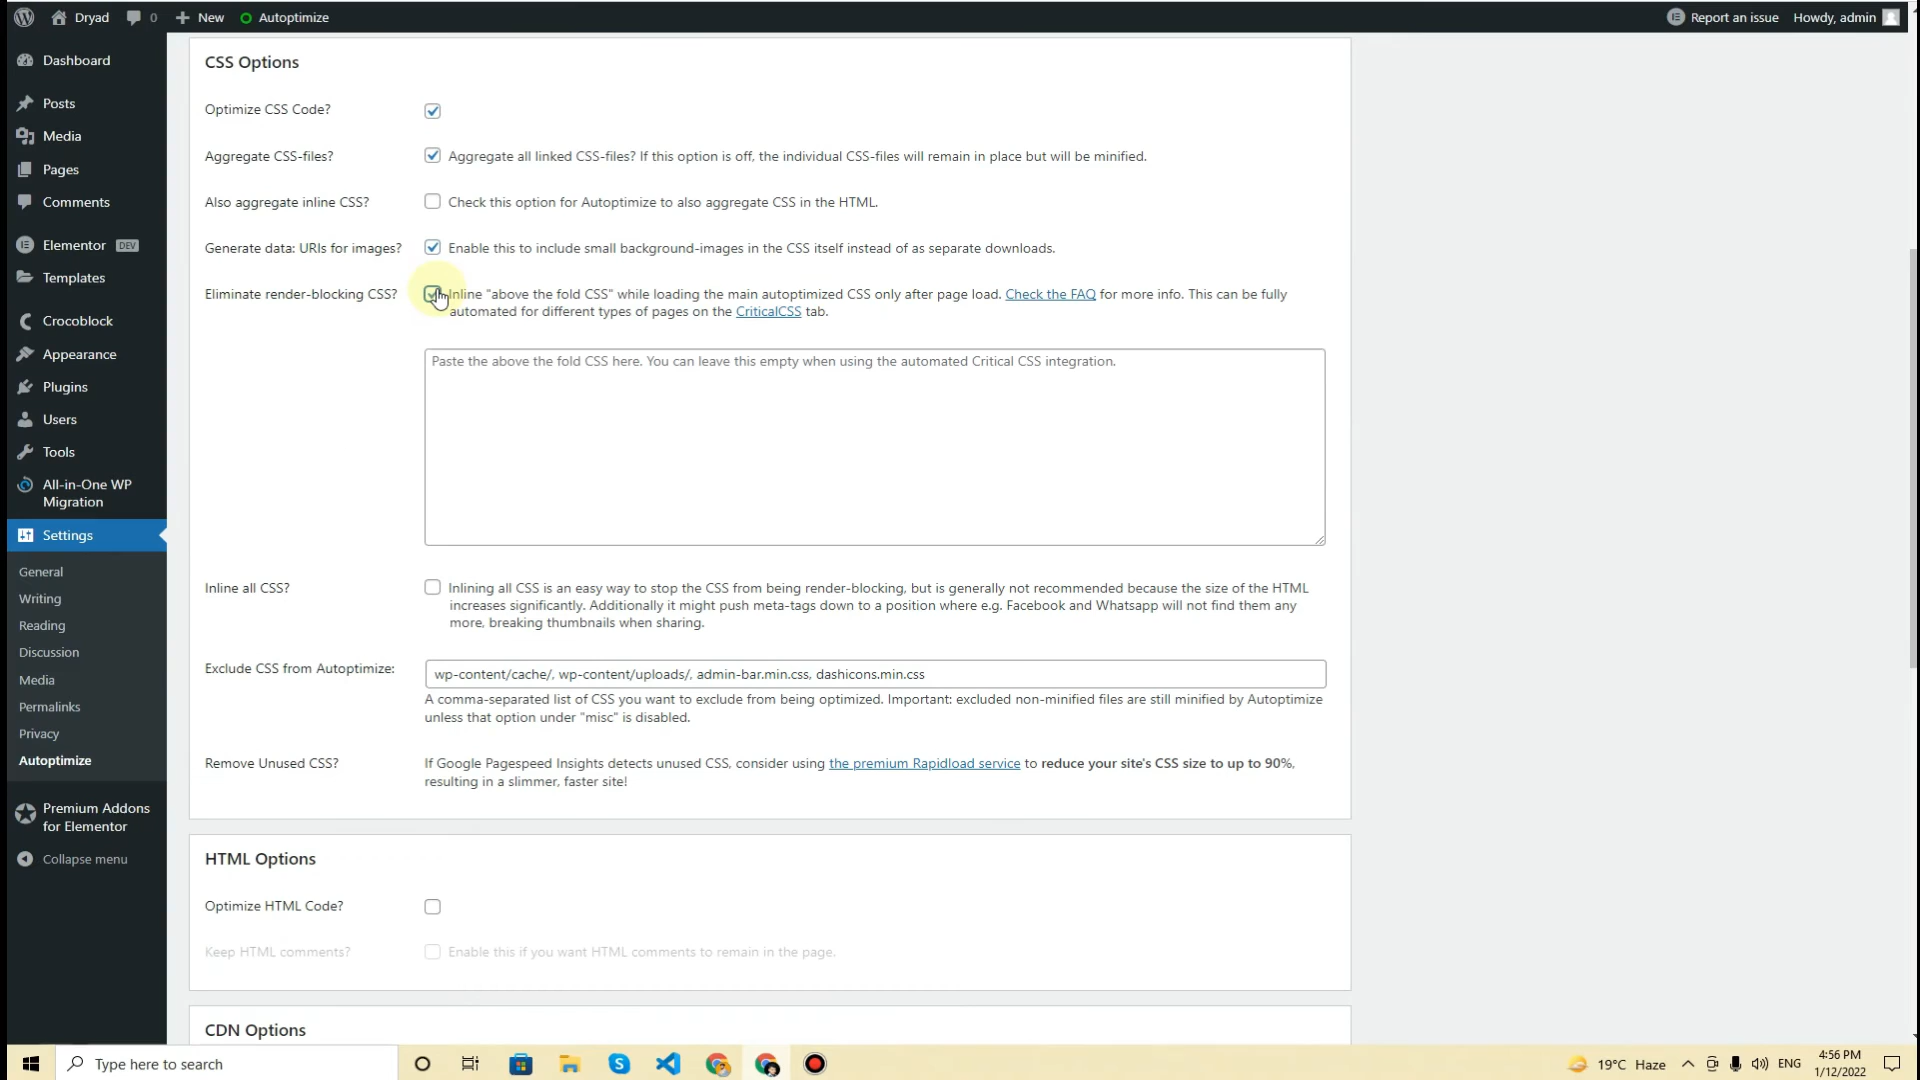 Dryad
0
New
Autoptimize
Report an issue
Howdy, admin
Dashboard
Posts
Media
Pages
Comments
Elementor DEV
Templates
Crocoblock
Appearance
Plugins
Users
Tools
All-in-One WP
Migration
Settings
General
Writing
Reading
Discussion
Media
Permalinks
Privacy
Autoptimize
Premium Addons
for Elementor
Collapse menu
CSS Options
Optimize CSS Code?
Aggregate CSS-files?
Aggregate all linked CSS-files? If this option is off, the individual CSS-files will remain in place but will be minified.
Also aggregate inline CSS?
Check this option for Autoptimize to also aggregate CSS in the HTML.
Generate data: URIs for images?
Enable this to include small background-images in the CSS itself instead of as separate downloads.
Eliminate render-blocking CSS?
Inline "above the fold CSS" while loading the main autoptimized CSS only after page load. Check the FAQ for more info. This can be fully
automated for different types of pages on the CriticalCSS tab.
Paste the above the fold CSS here. You can leave this empty when using the automated Critical CSS integration.
Inline all CSS?
Inlining all CSS is an easy way to stop the CSS from being render-blocking, but is generally not recommended because the size of the HTML
increases significantly. Additionally it might push meta-tags down to a position where e.g. Facebook and Whatsapp will not find them any
more, breaking thumbnails when sharing.
Exclude CSS from Autoptimize:
wp-content/cache/, wp-content/uploads/, admin-bar.min.css, dashicons.min.css
A comma-separated list of CSS you want to exclude from being optimized. Important: excluded non-minified files are still minified by Autoptimize
unless that option under "misc" is disabled.
Remove Unused CSS?
If Google Pagespeed Insights detects unused CSS, consider using the premium Rapidload service to reduce your site's CSS size to up to 90%,
resulting in a slimmer, faster site!
HTML Options
Optimize HTML Code?
Keep HTML comments?
Enable this if you want HTML comments to remain in the page.
CDN Options
Type here to search
19°C Haze
ENG
4:56 PM
1/12/2022